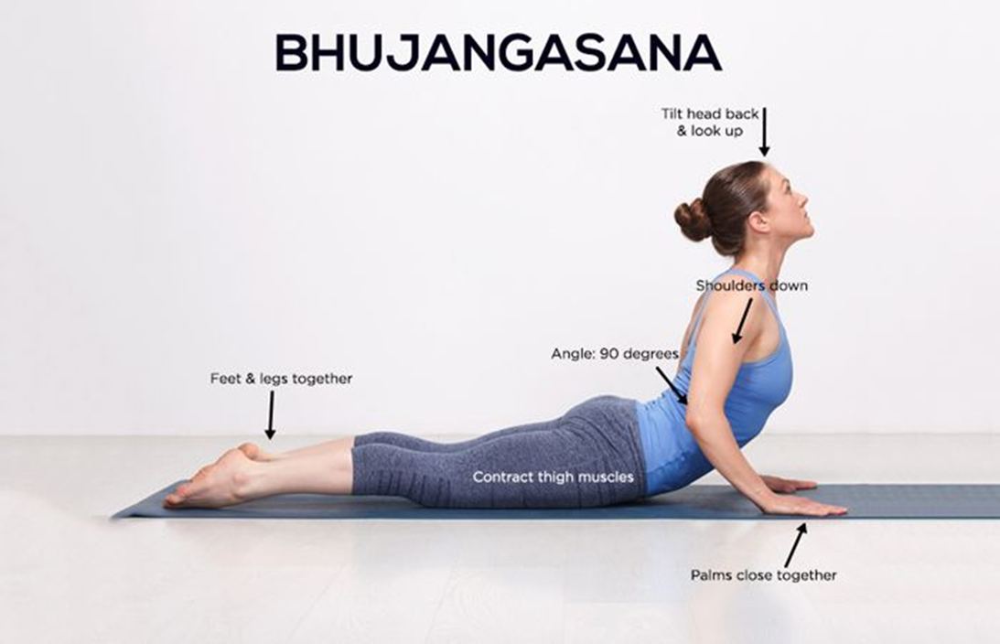 BHUJANGASANA
Tilt head back
& look up
Shoulders down
Angle: 90 degrees
Feet & legs together
Contract thigh muscles
Palms close together